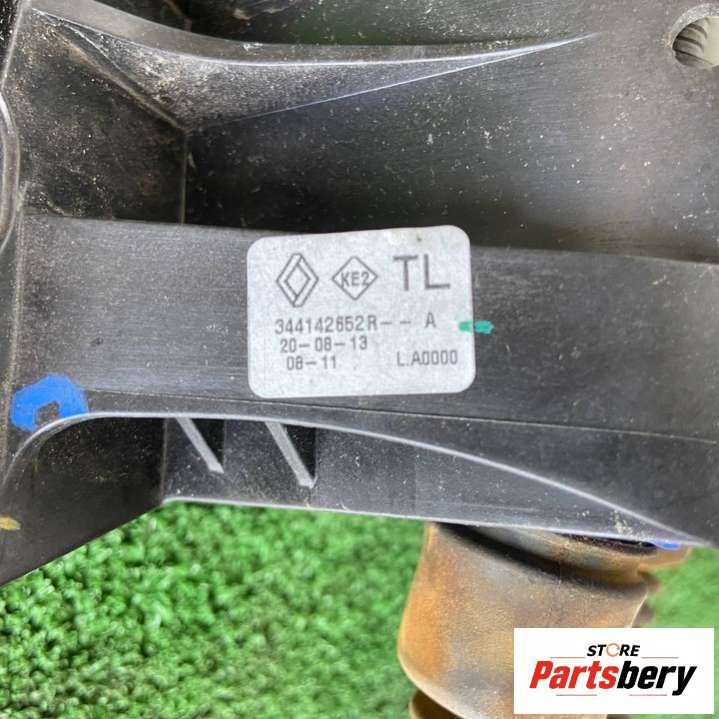 KE2 TL
344142652R-- A
20-08-13
08-11 L.A0000
STORE
Partsbery